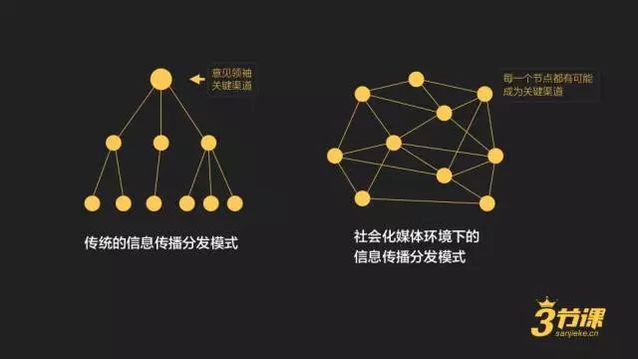 意见领袖
关键渠道
每一个节点都有可能
成为关键渠道
传统的信息传播分发模式
社会化媒体环境下的
信息传播分发模式
3节课
sanjieke.cn